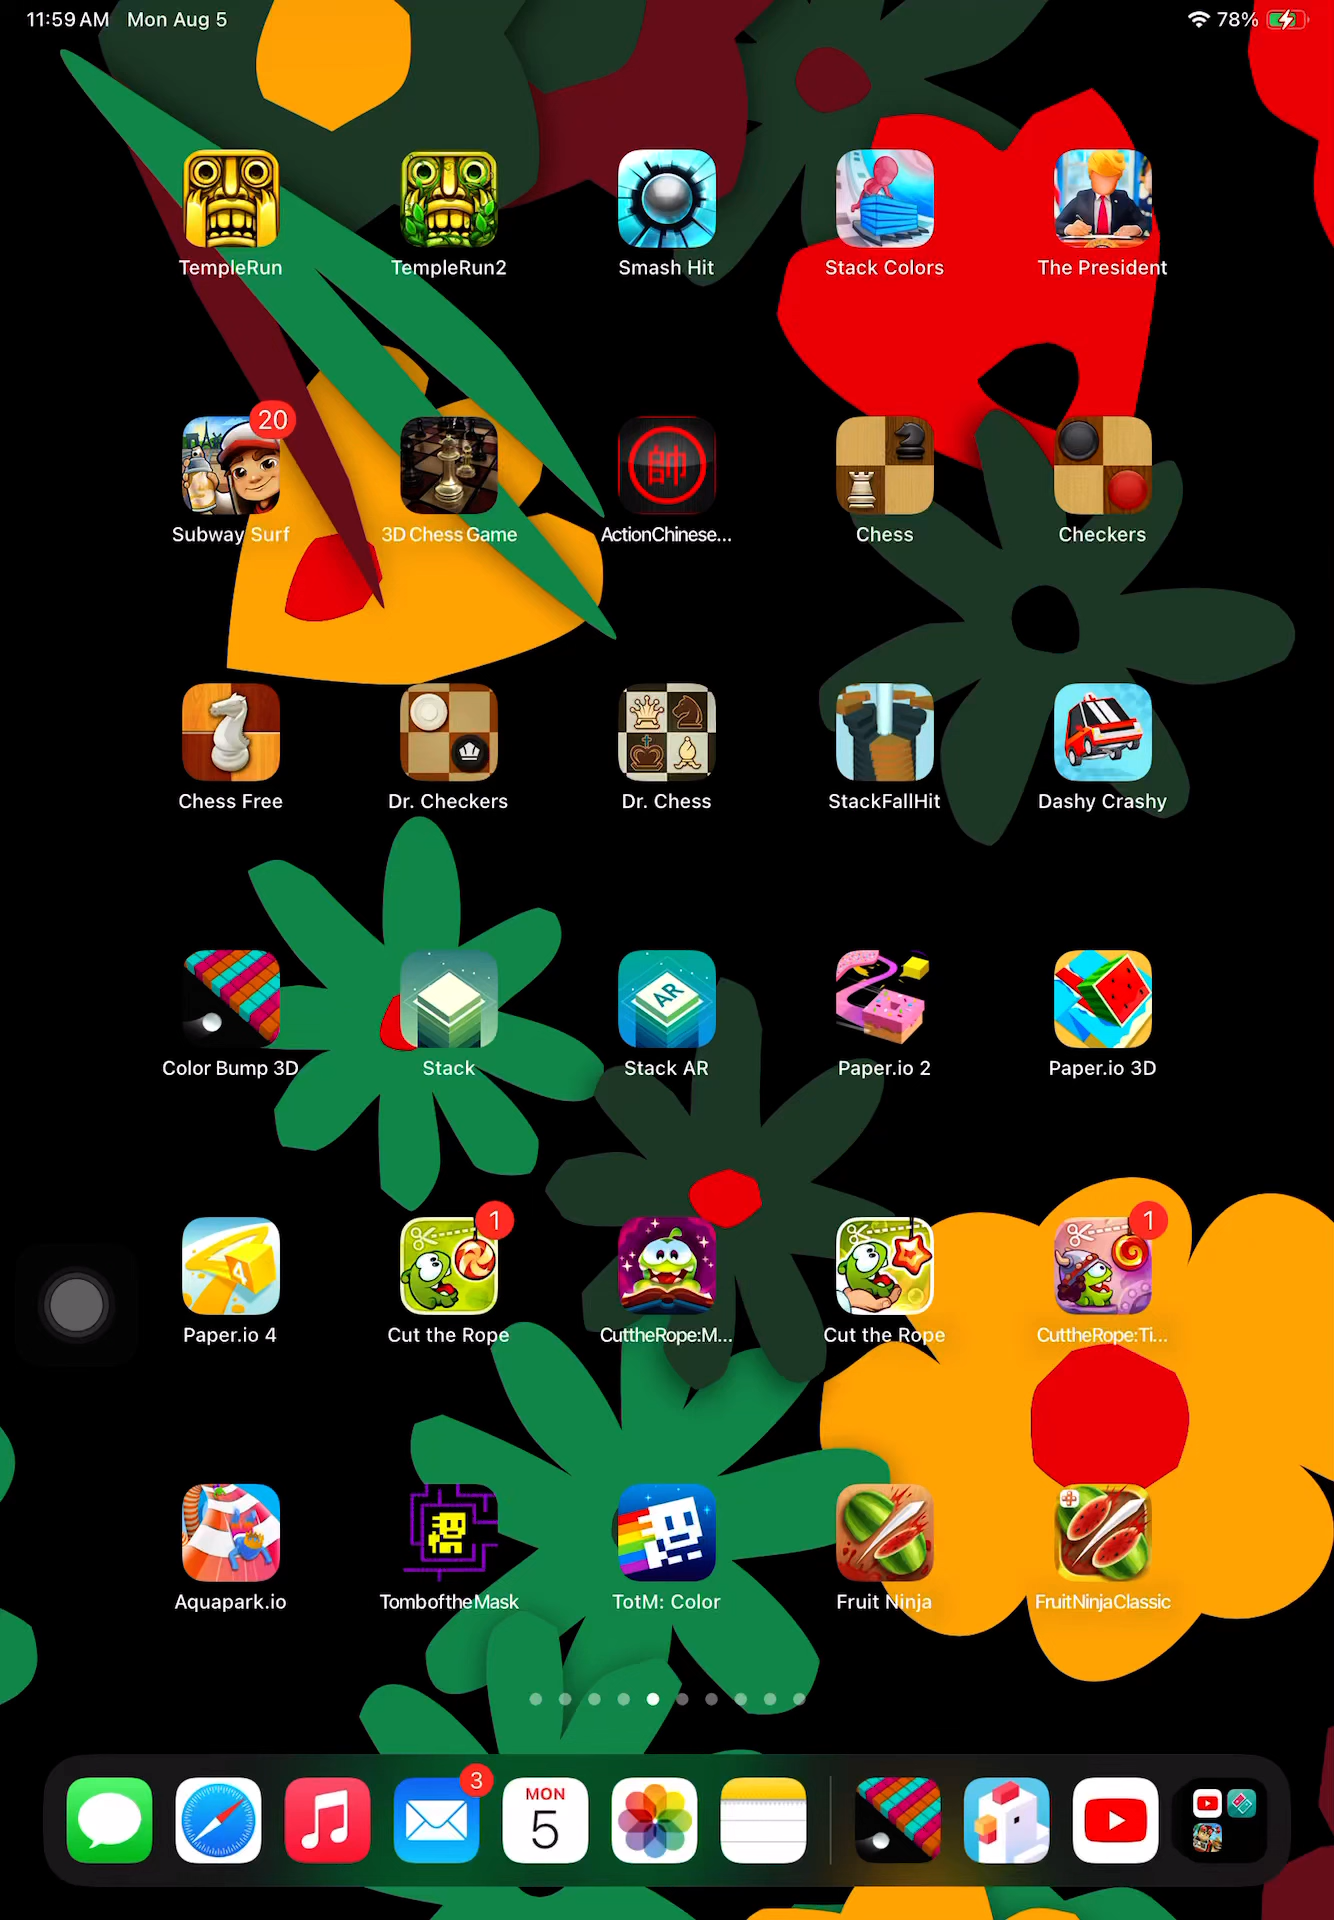 11:59 AM Mon Aug 5
78%
TempleRun
TempleRun2
Smash Hit
Stack Colors
The President
20
帥
Subway Surf
3D Chess Game
ActionChinese...
Chess
Checkers
Chess Free
Dr. Checkers
Dr. Chess
StackFallHit
Dashy Crashy
AR
Color Bump 3D
Stack
Stack AR
Paper.io 2
Paper.io 3D
4
1
1
Paper.io 4
Cut the Rope
CuttheRope:M...
Cut the Rope
CuttheRope:Ti...
Aquapark.io
TomboftheMask
TotM: Color
Fruit Ninja
FruitNinjaClassic
3
MON
5